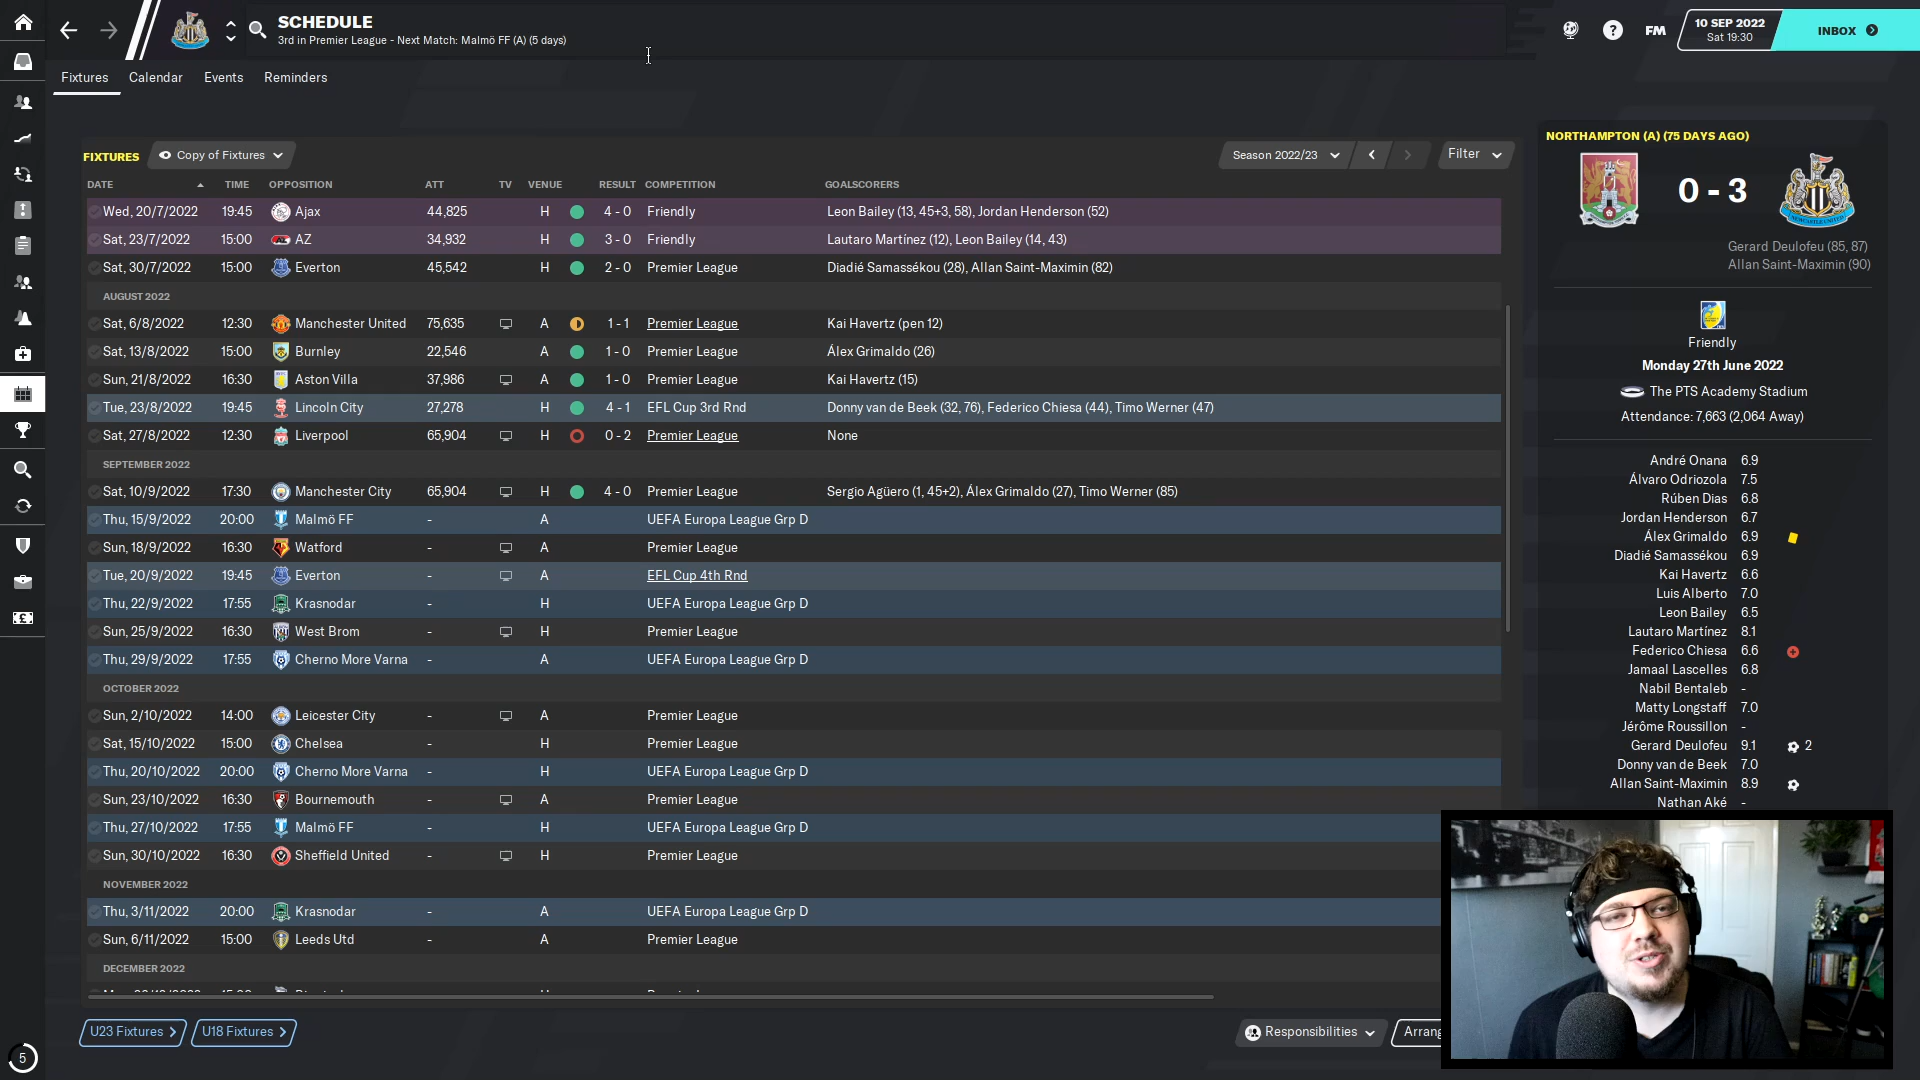 SCHEDULE
3rd in Premier League - Next Match: Malmö FF (A) (5 days)
FM
10 SEP 2022
Sat 19:30
INBOX
Fixtures Calendar Events Reminders
FIXTURES Copy of Fixtures Season 2022/23 Filter
DATE TIME OPPOSITION ATT TV VENUE RESULT COMPETITION GOALSCORERS
Wed, 20/7/2022 19:45 Ajax 44,825 H 4 - 0 Friendly Leon Bailey (13, 45+3, 58), Jordan Henderson (52)
Sat, 23/7/2022 15:00 AZ 34,932 H 3 - 0 Friendly Lautaro Martínez (12), Leon Bailey (14, 43)
Sat, 30/7/2022 15:00 Everton 45,542 H 2 - 0 Premier League Diadié Samassékou (28), Allan Saint-Maximin (82)
AUGUST 2022
Sat, 6/8/2022 12:30 Manchester United 75,635 A 1 - 1 Premier League Kai Havertz (pen 12)
Sat, 13/8/2022 15:00 Burnley 22,546 A 1 - 0 Premier League Álex Grimaldo (26)
Sun, 21/8/2022 16:30 Aston Villa 37,986 A 1 - 0 Premier League Kai Havertz (15)
Tue, 23/8/2022 19:45 Lincoln City 27,278 H 4 - 1 EFL Cup 3rd Rnd Donny van de Beek (32, 76), Federico Chiesa (44), Timo Werner (47)
Sat, 27/8/2022 12:30 Liverpool 65,904 H 0 - 2 Premier League None
SEPTEMBER 2022
Sat, 10/9/2022 17:30 Manchester City 65,904 H 4 - 0 Premier League Sergio Agüero (1, 45+2), Álex Grimaldo (27), Timo Werner (85)
Thu, 15/9/2022 20:00 Malmö FF - A UEFA Europa League Grp D
Sun, 18/9/2022 16:30 Watford - A Premier League
Tue, 20/9/2022 19:45 Everton - A EFL Cup 4th Rnd
Thu, 22/9/2022 17:55 Krasnodar - H UEFA Europa League Grp D
Sun, 25/9/2022 16:30 West Brom - H Premier League
Thu, 29/9/2022 17:55 Cherno More Varna - A UEFA Europa League Grp D
OCTOBER 2022
Sun, 2/10/2022 14:00 Leicester City - A Premier League
Sat, 15/10/2022 15:00 Chelsea - H Premier League
Thu, 20/10/2022 20:00 Cherno More Varna - H UEFA Europa League Grp D
Sun, 23/10/2022 16:30 Bournemouth - A Premier League
Thu, 27/10/2022 17:55 Malmö FF - H UEFA Europa League Grp D
Sun, 30/10/2022 16:30 Sheffield United - H Premier League
NOVEMBER 2022
Thu, 3/11/2022 20:00 Krasnodar - A UEFA Europa League Grp D
Sun, 6/11/2022 15:00 Leeds Utd - A Premier League
DECEMBER 2022
U23 Fixtures U18 Fixtures Responsibilities Arrang
5
NORTHAMPTON (A) (75 DAYS AGO)
0 - 3
Gerard Deulofeu (85, 87)
Allan Saint-Maximin (90)
Friendly
Monday 27th June 2022
The PTS Academy Stadium
Attendance: 7,663 (2,064 Away)
André Onana 6.9
Álvaro Odriozola 7.5
Rúben Dias 6.8
Jordan Henderson 6.7
Álex Grimaldo 6.9
Diadié Samassékou 6.9
Kai Havertz 6.6
Luis Alberto 7.0
Leon Bailey 6.5
Lautaro Martínez 8.1
Federico Chiesa 6.6
Jamaal Lascelles 6.8
Nabil Bentaleb -
Matty Longstaff 7.0
Jérôme Roussillon -
Gerard Deulofeu 9.1 2
Donny van de Beek 7.0
Allan Saint-Maximin 8.9
Nathan Aké -